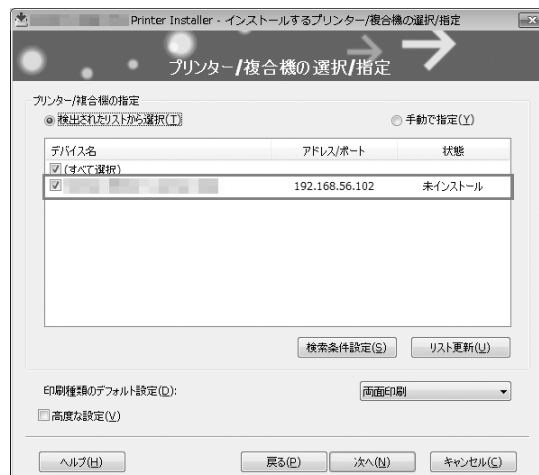 Printer Installer - インストールするプリンター/複合機の選択/指定
プリンター/複合機の選択/指定
プリンター/複合機の指定
検出されたリストから選択(T) 手動で指定(Y)
デバイス名 アドレス/ポート 状態
(すべて選択)
192.168.56.102 未インストール
検索条件設定(S) リスト更新(U)
印刷種類のデフォルト設定(D): 両面印刷
高度な設定(V)
ヘルプ(H) 戻る(P) 次へ(N) キャンセル(C)